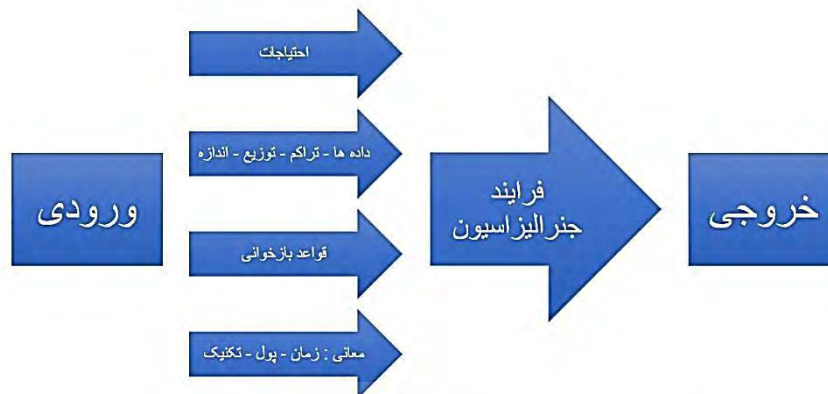 احتیاجات
داده ها - تراکم - توزیع - اندازه
ورودی
قواعد بازخوانی
معانی : زمان - پول - تکنیک
فرایند
جنرالیزاسیون
خروجی